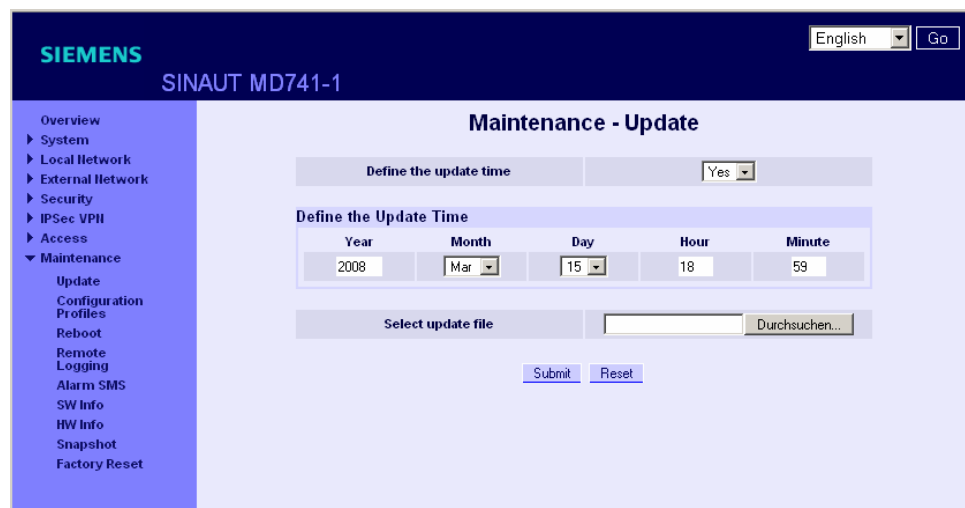 English
Go
SIEMENS
SINAUT MD741-1
Overview
System
Local Network
External Network
Security
IPSec VPN
Access
Maintenance
Update
Configuration
Profiles
Reboot
Remote
Logging
Alarm SMS
SW Info
HW Info
Snapshot
Factory Reset
Maintenance - Update
Define the update time Yes
Define the Update Time
Year Month Day Hour Minute
2008 Mar 15 18 59
Select update file Durchsuchen...
Submit Reset